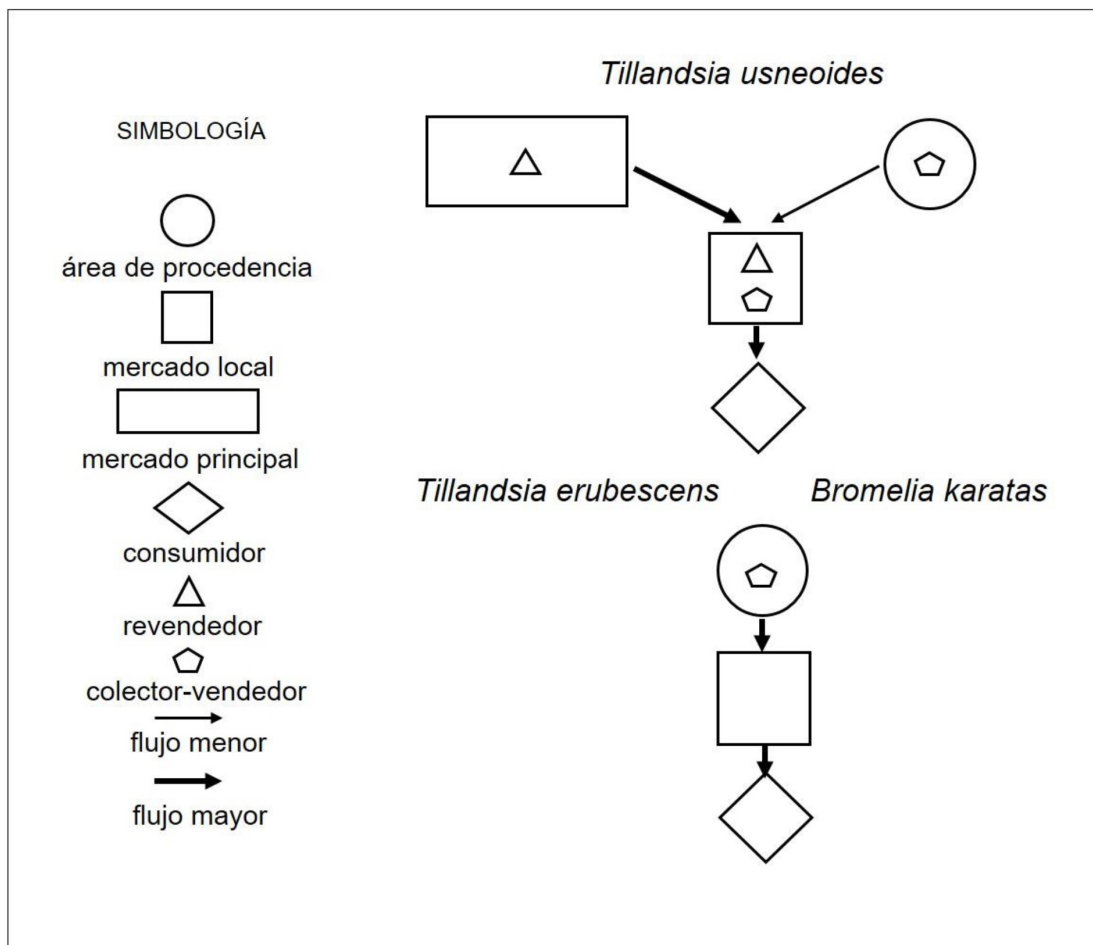 SIMBOLOGÍA
área de procedencia
mercado local
mercado principal
consumidor
revendedor
colector-vendedor
flujo menor
flujo mayor
Tillandsia usneoides
Tillandsia erubescens
Bromelia karatas